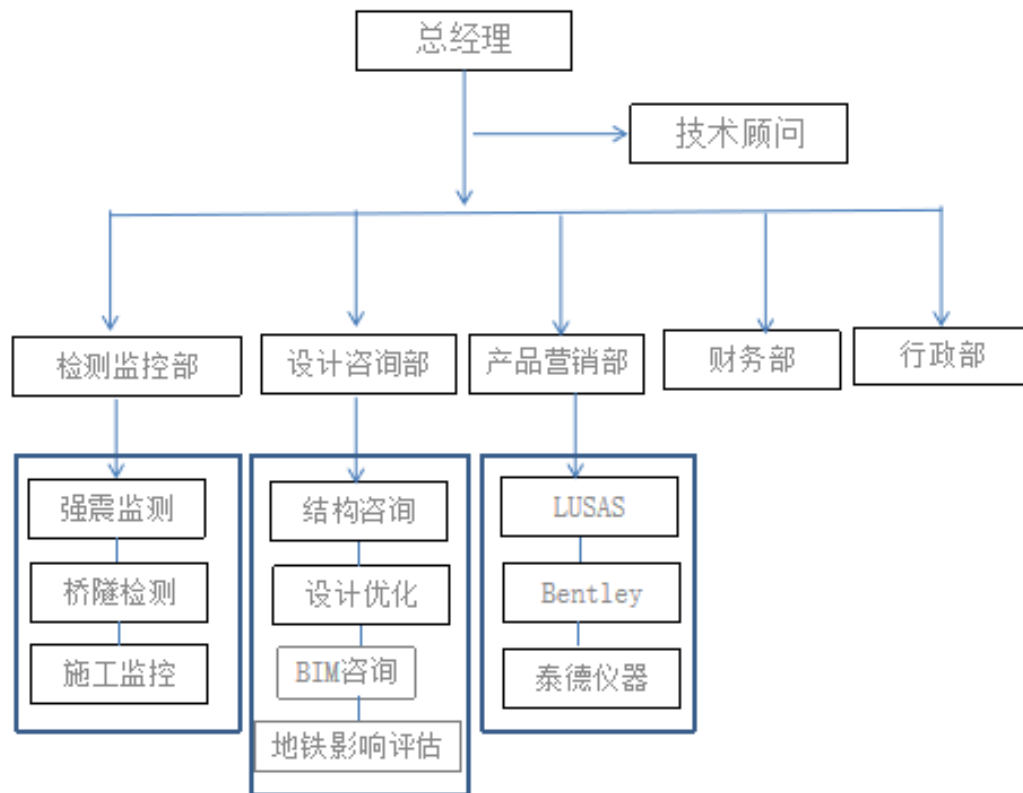 总经理
技术顾问
检测监控部
设计咨询部
产品营销部
财务部
行政部
强震监测
桥隧检测
施工监控
结构咨询
设计优化
BIM咨询
地铁影响评估
LUSAS
Bentley
泰德仪器